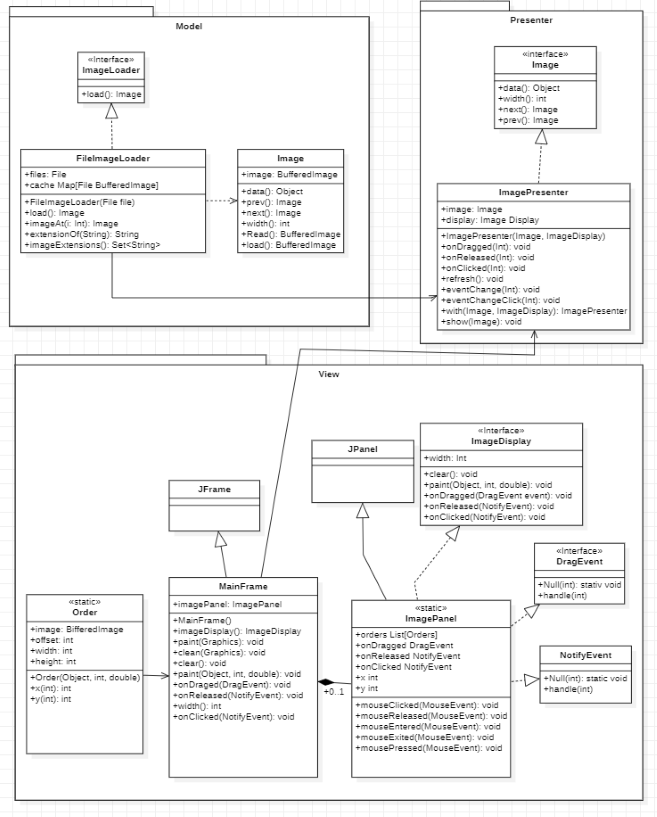 Model
«Interface»
ImageLoader
+load(): Image
FileImageLoader
+files: File
+cache Map[File BufferedImage]
+FileImageLoader(File file)
+load(): Image
+imageAt(i: Int): Image
+extensionOf(String): String
+imageExtensions(): Set<String>
Image
+image: BufferedImage
+data(): Object
+prev(): Image
+next(): Image
+width(): int
+Read(): BufferedImage
+load(): BufferedImage
Presenter
«interface»
Image
+data(): Object
+width(): int
+next(): Image
+prev(): Image
ImagePresenter
+image: Image
+display: Image Display
+ImagePresenter(Image, ImageDisplay)
+onDragged(Int): void
+onReleased(Int): void
+onClicked(Int): void
+refresh(): void
+eventChange(Int): void
+eventChangeClick(Int): void
+with(Image, ImageDisplay): ImagePresenter
+show(Image): void
View
«Interface»
ImageDisplay
+width: Int
+clear(): void
+paint(Object, int, double): void
+onDragged(DragEvent event): void
+onReleased(NotifyEvent): void
+onClicked(NotifyEvent): void
JPanel
JFrame
«Interface»
DragEvent
+Null(int): stativ void
+handle(int)
MainFrame
+imagePanel: ImagePanel
+MainFrame()
+imageDisplay(): ImageDisplay
+paint(Graphics): void
+clean(Graphics): void
+clear(): void
+paint(Object, int, double): void
+onDraged(DragEvent): void
+onReleased(NotifyEvent): void
+width(): int
+onClicked(NotifyEvent): void
«static»
Order
+image: BifferedImage
+offset: int
+width: int
+height: int
+Order(Object, int, double)
+x(int): int
+y(int): int
+0..1
«static»
ImagePanel
+orders List[Orders]
+onDragged DragEvent
+onReleased NotifyEvent
+onClicked NotifyEvent
+x int
+y int
+mouseClicked(MouseEvent): void
+mouseReleased(MouseEvent): void
+mouseEntered(MouseEvent): void
+mouseExited(MouseEvent): void
+mousePressed(MouseEvent): void
NotifyEvent
+Null(int): static void
+handle(int)